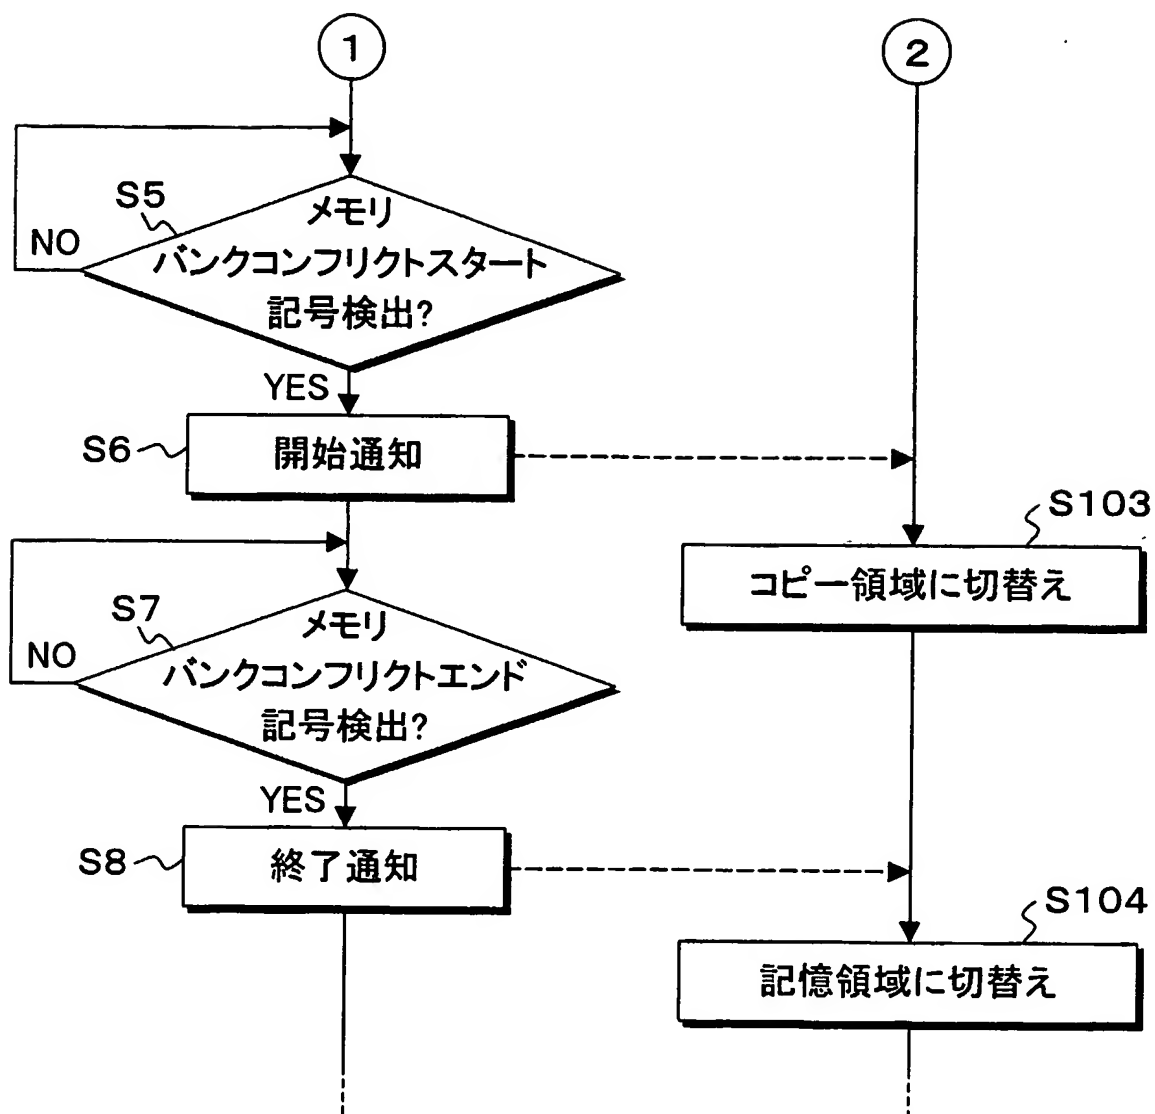 1
2
S5
NO
メモリ
バンクコンフリクトスタート
記号検出?
YES
S6
開始通知
S103
コピー領域に切替え
S7
NO
メモリ
バンクコンフリクトエンド
記号検出?
YES
S8
終了通知
S104
記憶領域に切替え